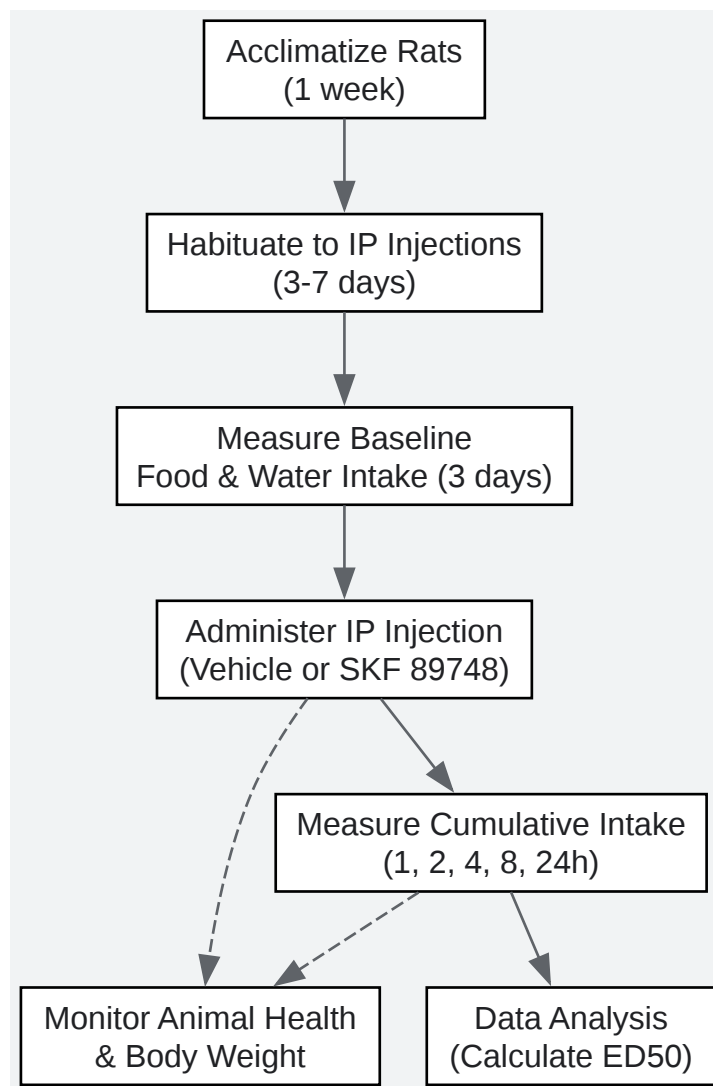 Acclimatize Rats
(1 week)
Habituate to IP Injections
(3-7 days)
Measure Baseline
Food & Water Intake (3 days)
Administer IP Injection
(Vehicle or SKF 89748)
Measure Cumulative Intake
(1, 2, 4, 8, 24h)
Monitor Animal Health
& Body Weight
Data Analysis
(Calculate ED50)